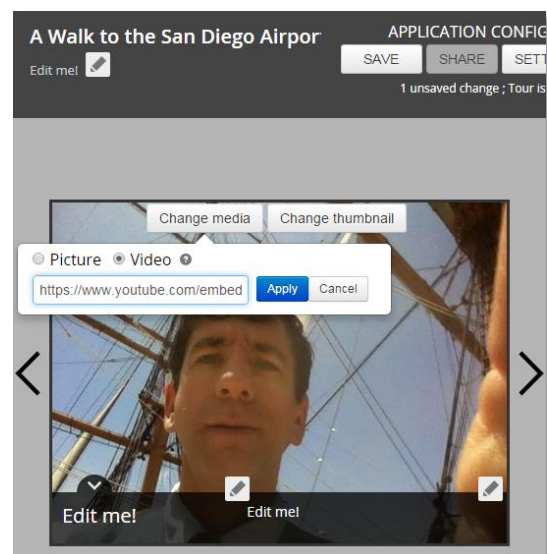 A Walk to the San Diego Airpor
APPLICATION CONFIG
Edit me!
SAVE SHARE SETT
1 unsaved change ; Tour is
Change media Change thumbnail
Picture Video ?
https://www.youtube.com/embed Apply Cancel
Edit me! Edit me!